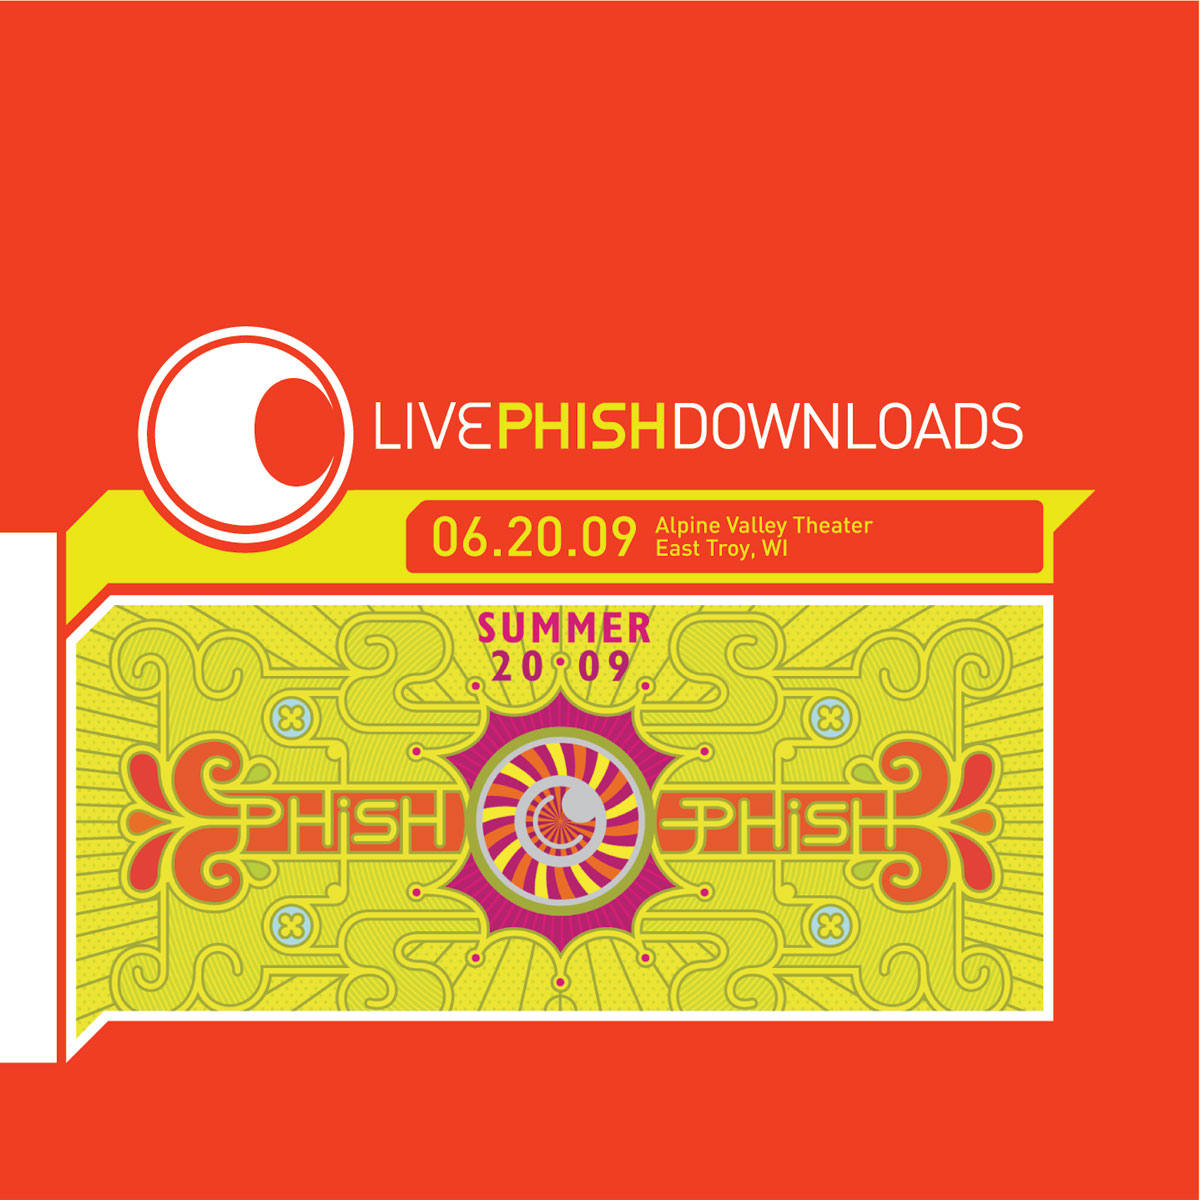 LIVEPHISHDOWNLOADS
06.20.09
Alpine Valley Theater
East Troy, WI
SUMMER
20•09
PHiSH PHiSH